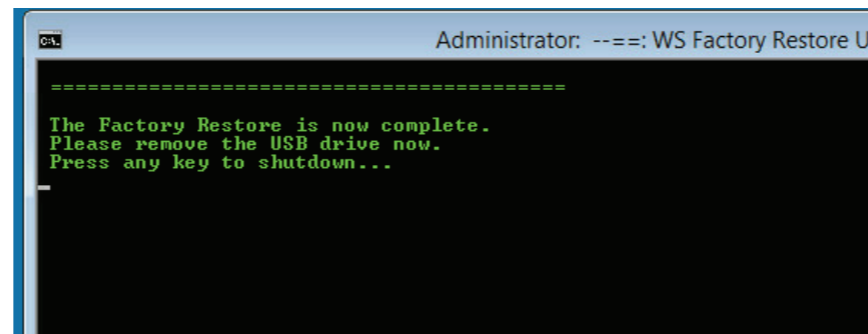 Administrator: --==: WS Factory Restore U
==========================================
The Factory Restore is now complete.
Please remove the USB drive now.
Press any key to shutdown...